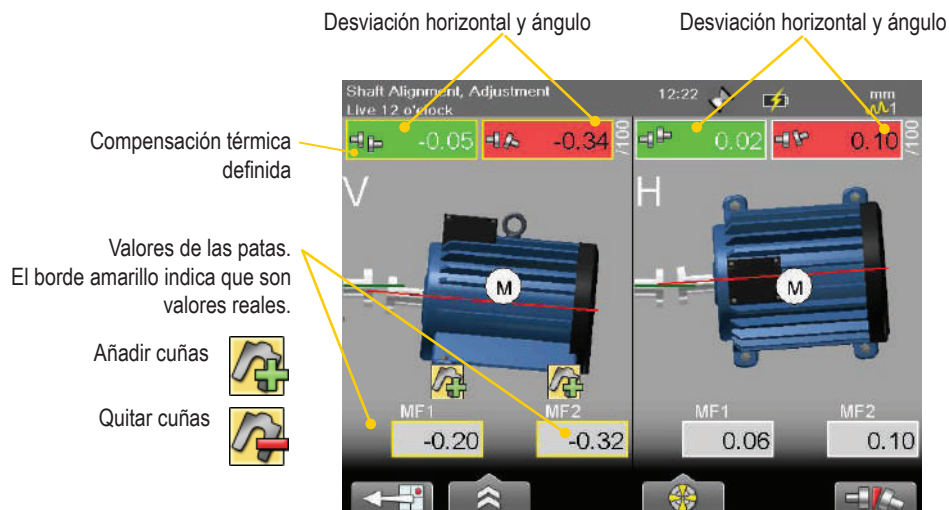 Desviación horizontal y ángulo
Desviación horizontal y ángulo
Shaft Alignment, Adjustment
Live 12 o'clock
12:22
mm
1
-0.05
-0.34
/100
0.02
0.10
/100
Compensación térmica
definida
V
H
Valores de las patas.
El borde amarillo indica que son
valores reales.
M
M
Añadir cuñas
Quitar cuñas
MF1
MF2
MF1
MF2
-0.20
-0.32
0.06
0.10